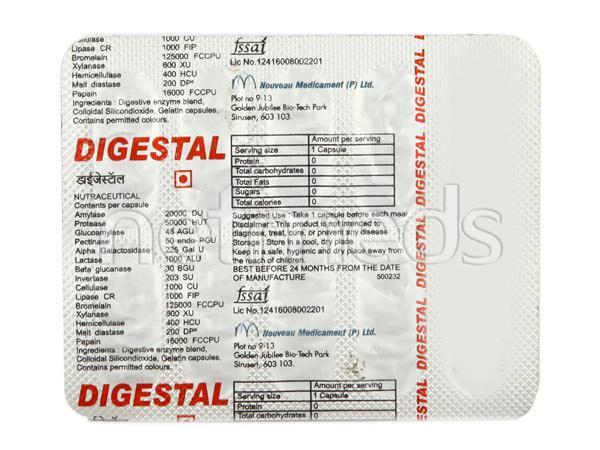 Cellulase 1000 CU
Lipase CR 1000 FIP
Bromelein 125000 FCCPU
Xylanase 800 XU
Hemicellulase 400 HCU
Malt diastase 200 DPº
Papain 16000 FCCPU
Ingredients : Digestive enzyme blend,
Colloidal Silicondioxide, Gelatin capsules,
Contains permitted colours.
fssai
Lic No.12416008002201
Nouveau Medicament (P) Ltd.
Plot no 9-13
Golden Jubilee Bio-Tech Park
Siruseri, 603 103.
DIGESTAL
डाईजेस्टॉल
NUTRACEUTICAL
Contents per capsule
Amylase 20000 DU
Protease 50000 HUT
Glucoamylase 45 AGU
Pectinase 50 endo PGU
Alpha Galactosidase 225 Gal U
Lactase 1000 ALU
Beta glucanase 30 BGU
Invertase 203 SU
Cellulase 1000 CU
Lipase CR 1000 FIP
Bromelein 125000 FCCPU
Xylanase 800 XU
Hemicellulase 400 HCU
Malt diastase 200 DPº
Papain 16000 FCCPU
Ingredients : Digestive enzyme blend,
Colloidal Silicondioxide, Gelatin capsules,
Contains permitted colours.
Amount per serving
Serving size 1 Capsule
Protein 0
Total carbohydrates 0
Total Fats 0
Sugars 0
Total calories 0
Suggested Use : Take 1 capsule before each meal
Disclaimer : This product is not intended to
diagnose, treat, cure, or prevent any disease.
Storage : Store in a cool, dry place.
Keep in a safe, hygienic and dry place away from
the reach of children.
BEST BEFORE 24 MONTHS FROM THE DATE
OF MANUFACTURE 500232
fssai
Lic No.12416008002201
Nouveau Medicament (P) Ltd.
Plot no 9-13
Golden Jubilee Bio-Tech Park
Siruseri, 603 103.
DIGESTAL
Amount per serving
Serving size 1 Capsule
Protein 0
Total carbohydrates 0
DIGESTAL DIGESTAL DIGESTAL DIGESTAL
netmeds